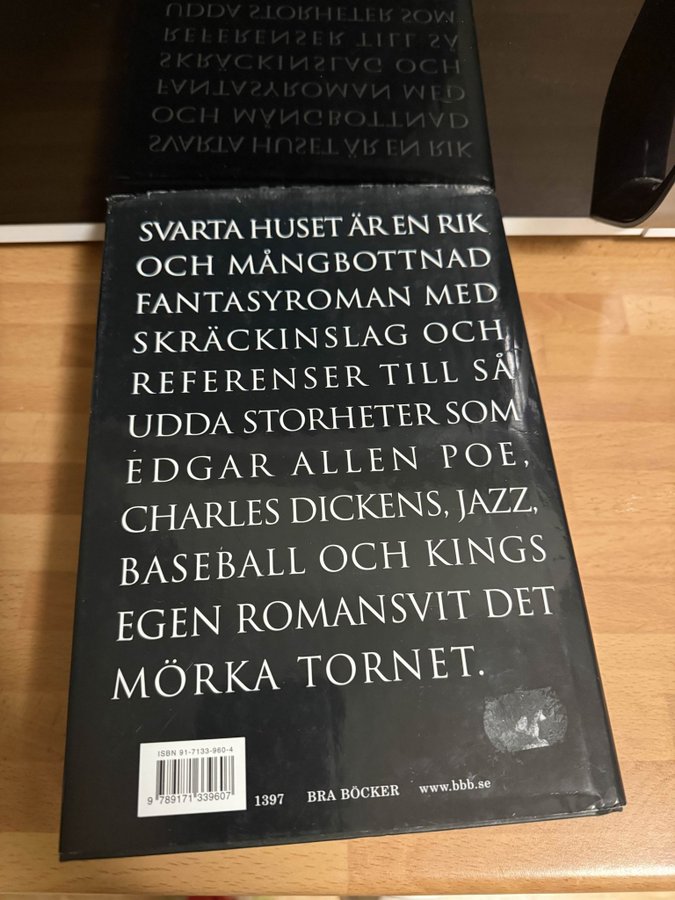 SVARTA HUSET ÄR EN RIK
OCH MÅNGBOTTNAD
FANTASYROMAN MED
SKRÄCKINSLAG OCH
REFERENSER TILL SÅ
UDDA STORHETER SOM
EDGAR ALLEN POE,
CHARLES DICKENS, JAZZ,
BASEBALL OCH KINGS
EGEN ROMANSVIT DET
MÖRKA TORNET.
ISBN 91-7133-960-4
9 789171 339607
1397 BRA BÖCKER www.bbb.se